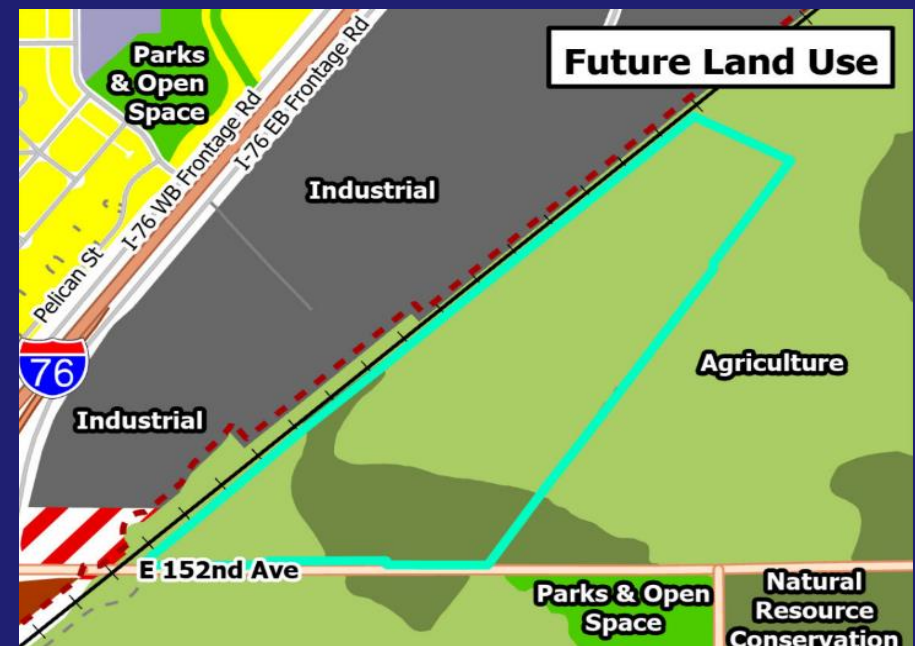 Future Land Use
Parks
& Open
Space
I-76 WB Frontage Rd
I-76 EB Frontage Rd
Pelican St
Industrial
76
Industrial
Agriculture
E 152nd Ave
Parks & Open
Space
Natural
Resource
Conservation